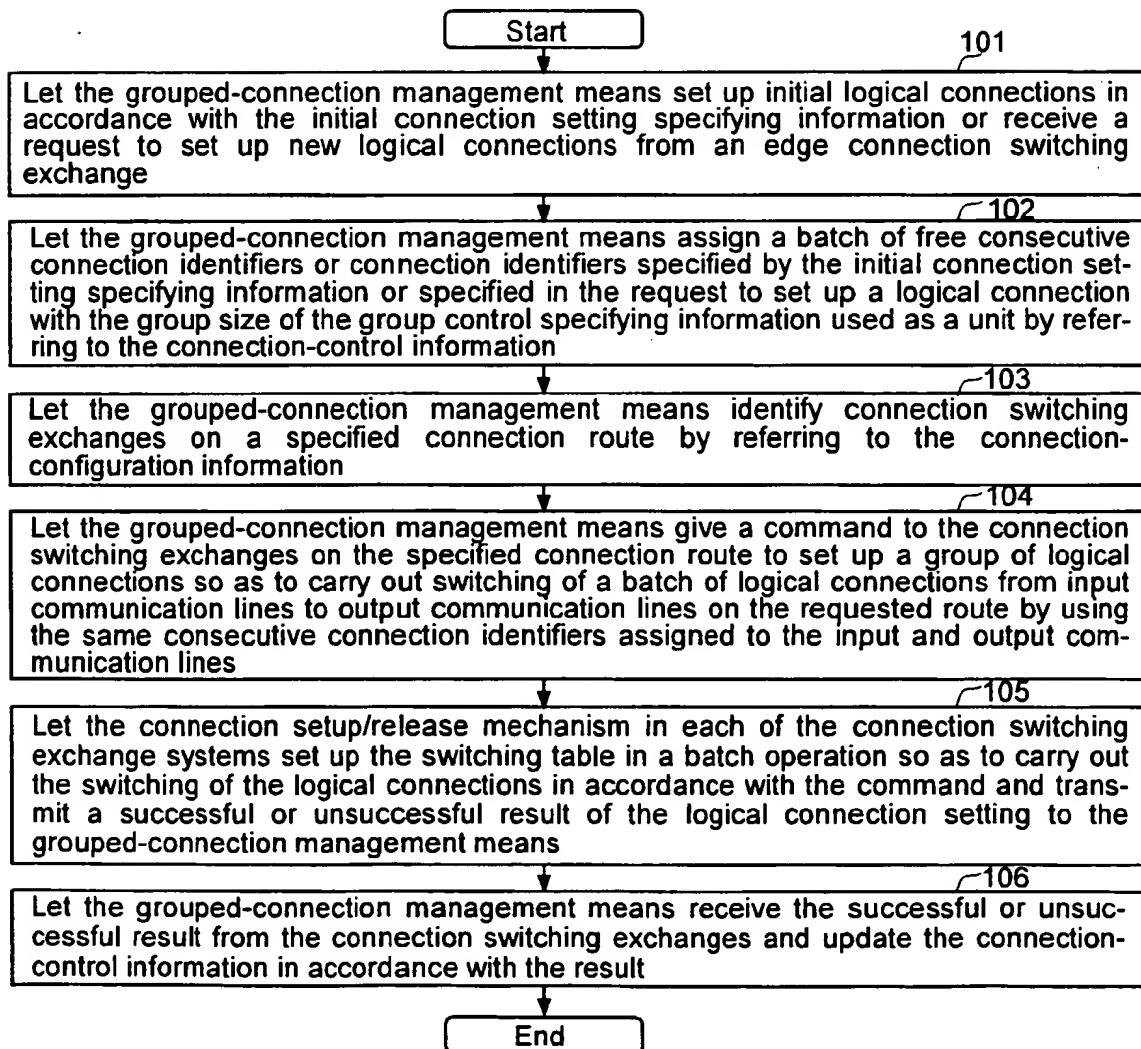 Start
101
Let the grouped-connection management means set up initial logical connections in
accordance with the initial connection setting specifying information or receive a
request to set up new logical connections from an edge connection switching
exchange
102
Let the grouped-connection management means assign a batch of free consecutive
connection identifiers or connection identifiers specified by the initial connection set-
ting specifying information or specified in the request to set up a logical connection
with the group size of the group control specifying information used as a unit by refer-
ring to the connection-control information
103
Let the grouped-connection management means identify connection switching
exchanges on a specified connection route by referring to the connection-
configuration information
104
Let the grouped-connection management means give a command to the connection
switching exchanges on the specified connection route to set up a group of logical
connections so as to carry out switching of a batch of logical connections from input
communication lines to output communication lines on the requested route by using
the same consecutive connection identifiers assigned to the input and output com-
munication lines
105
Let the connection setup/release mechanism in each of the connection switching
exchange systems set up the switching table in a batch operation so as to carry out
the switching of the logical connections in accordance with the command and trans-
mit a successful or unsuccessful result of the logical connection setting to the
grouped-connection management means
106
Let the grouped-connection management means receive the successful or unsuc-
cessful result from the connection switching exchanges and update the connection-
control information in accordance with the result
End